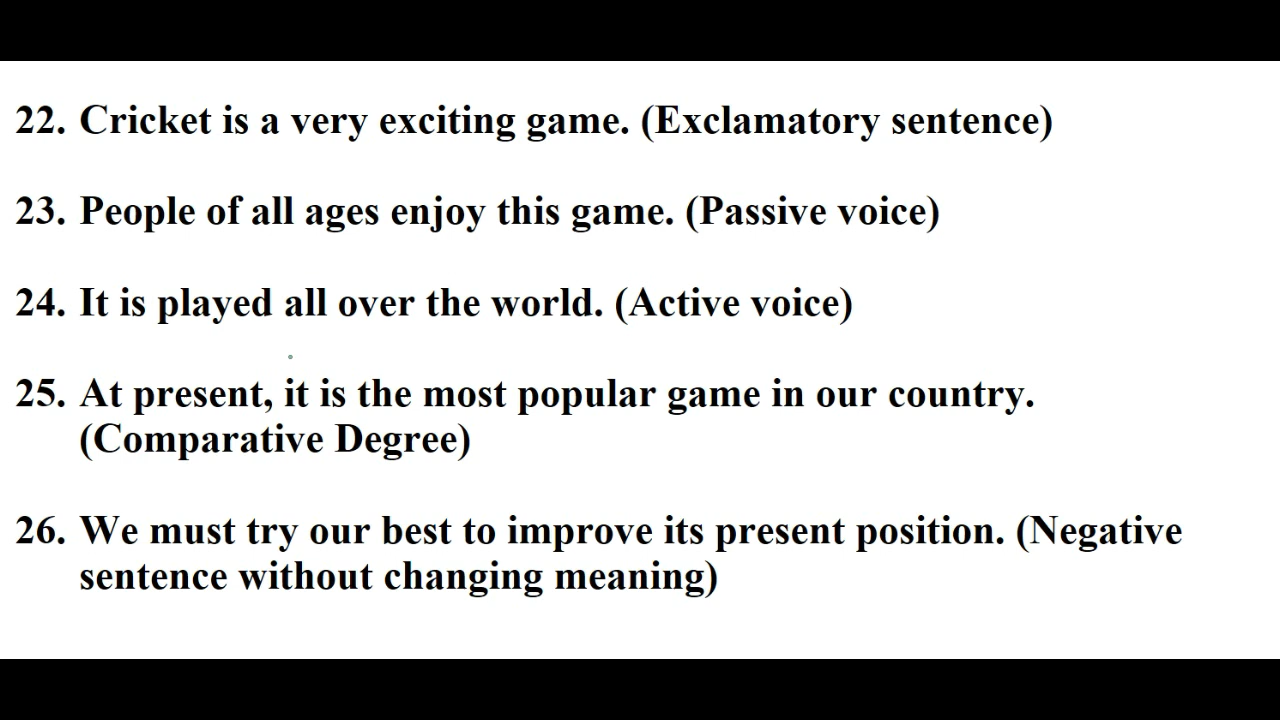 22. Cricket is a very exciting game. (Exclamatory sentence)
23. People of all ages enjoy this game. (Passive voice)
24. It is played all over the world. (Active voice)
25. At present, it is the most popular game in our country.
(Comparative Degree)
26. We must try our best to improve its present position. (Negative
sentence without changing meaning)